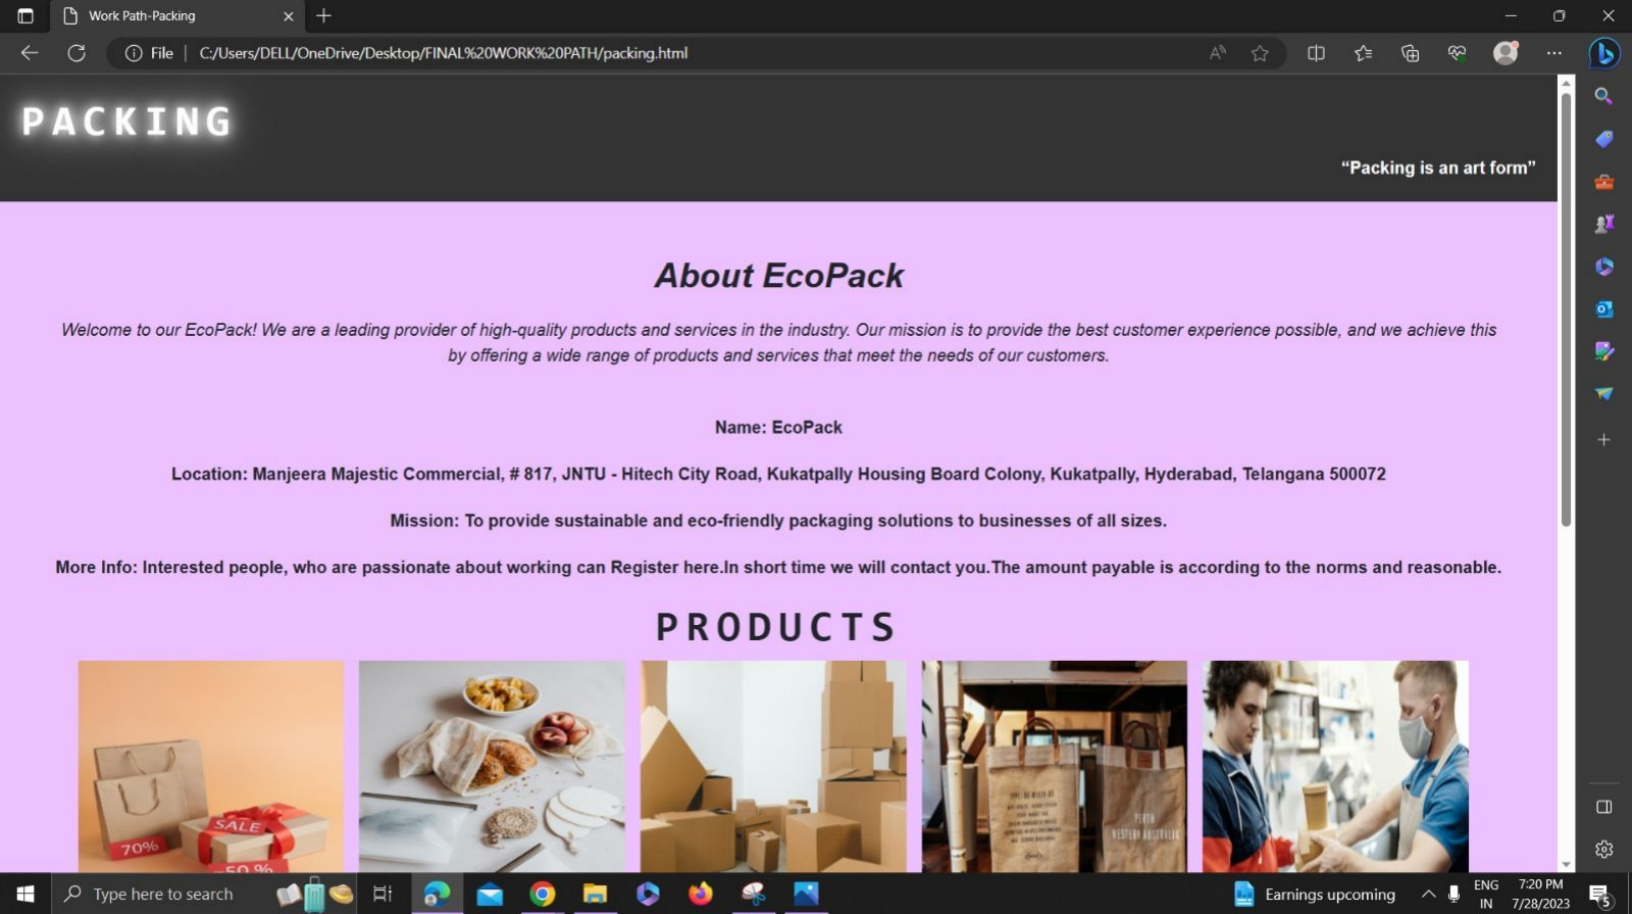 Work Path-Packing
File
C:/Users/DELL/OneDrive/Desktop/FINAL%20WORK%20PATH/packing.html
PACKING
“Packing is an art form”
About EcoPack
Welcome to our EcoPack! We are a leading provider of high-quality products and services in the industry. Our mission is to provide the best customer experience possible, and we achieve this
by offering a wide range of products and services that meet the needs of our customers.
Name: EcoPack
Location: Manjeera Majestic Commercial, # 817, JNTU - Hitech City Road, Kukatpally Housing Board Colony, Kukatpally, Hyderabad, Telangana 500072
Mission: To provide sustainable and eco-friendly packaging solutions to businesses of all sizes.
More Info: Interested people, who are passionate about working can Register here.In short time we will contact you.The amount payable is according to the norms and reasonable.
PRODUCTS
SALE
70%
50 %
PERTH
WESTERN AUSTRALIA
Type here to search
Earnings upcoming
ENG
IN
7:20 PM
7/28/2023
5